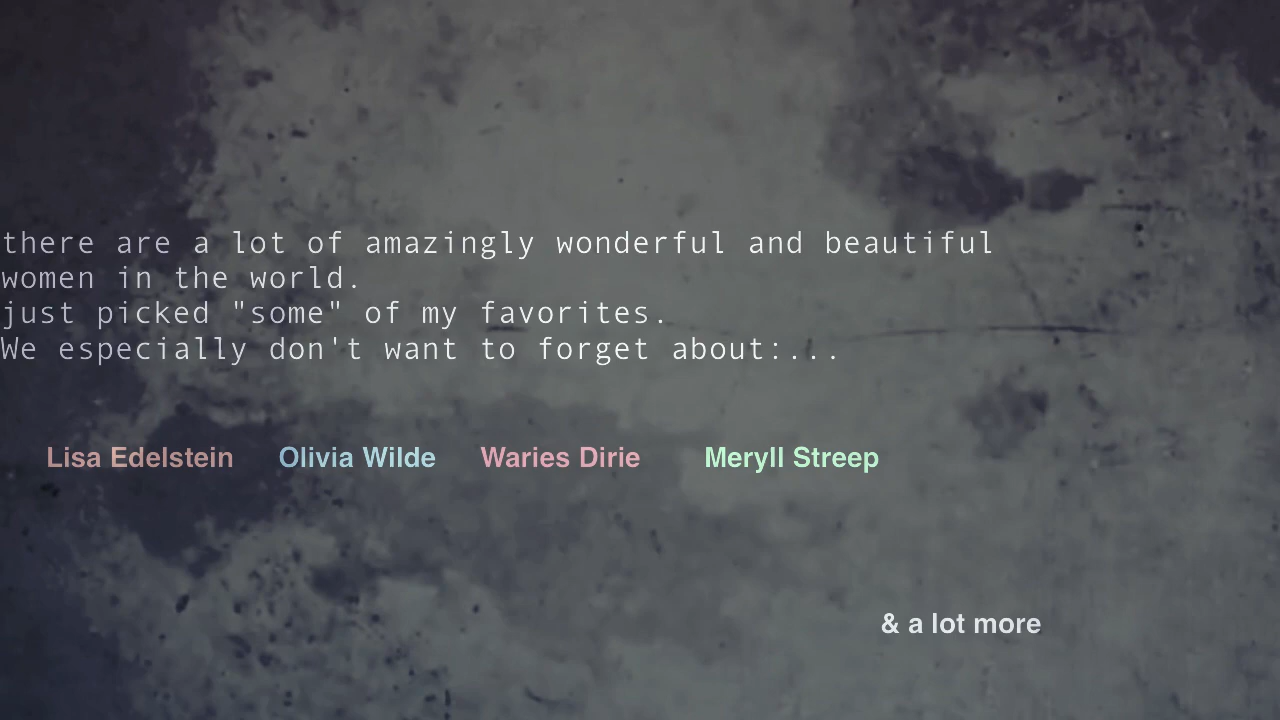 there are a lot of amazingly wonderful and beautiful
women in the world.
just picked "some" of my favorites.
We especially don't want to forget about:...
Lisa Edelstein Olivia Wilde Waries Dirie Meryll Streep
& a lot more